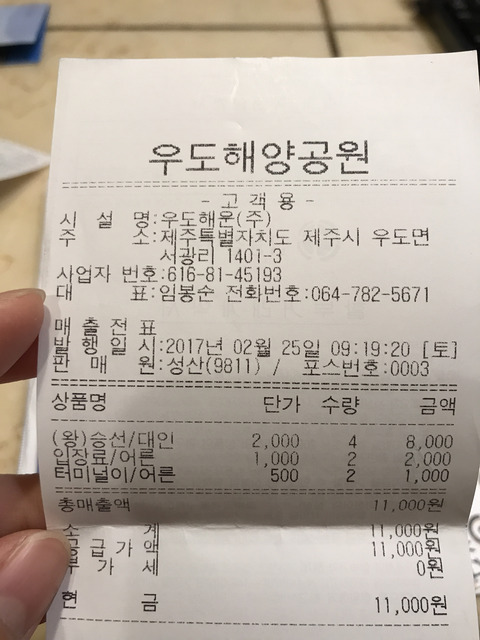 우도해양공원
- 고 객 용 -
시 설 명:우도해운(주)
주 소:제주특별자치도 제주시 우도면
서광리 1401-3
사업자 번호:616-81-45193
대 표:임봉순 전화번호:064-782-5671
매 출 전 표
발 행 일 시:2017년 02월 25일 09:19:20 [토]
판 매 원:성산(9811) / 포스번호:0003
상품명 단가 수량 금액
(왕)승선/대인 2,000 4 8,000
입장료/어른 1,000 2 2,000
터미널이/어른 500 2 1,000
총매출액 11,000원
소 계 11,000원
공 급 가 액 11,000원
부 가 세 0원
현 금 11,000원